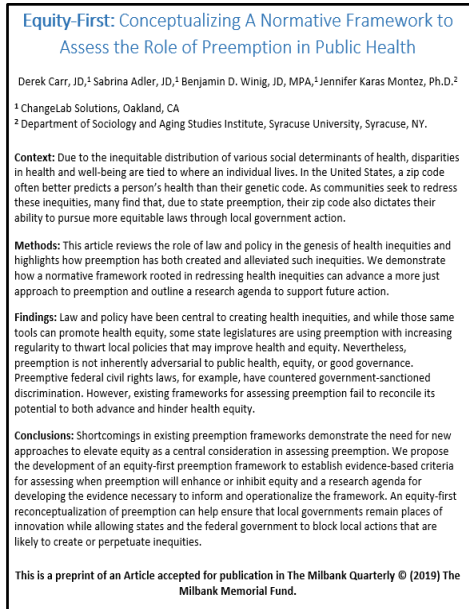 Equity-First: Conceptualizing A Normative Framework to
Assess the Role of Preemption in Public Health
Derek Carr, JD,¹ Sabrina Adler, JD,¹ Benjamin D. Winig, JD, MPA,¹ Jennifer Karas Montez, Ph.D.²
¹ ChangeLab Solutions, Oakland, CA
² Department of Sociology and Aging Studies Institute, Syracuse University, Syracuse, NY.
Context: Due to the inequitable distribution of various social determinants of health, disparities
in health and well-being are tied to where an individual lives. In the United States, a zip code
often better predicts a person's health than their genetic code. As communities seek to redress
these inequities, many find that, due to state preemption, their zip code also dictates their
ability to pursue more equitable laws through local government action.
Methods: This article reviews the role of law and policy in the genesis of health inequities and
highlights how preemption has both created and alleviated such inequities. We demonstrate
how a normative framework rooted in redressing health inequities can advance a more just
approach to preemption and outline a research agenda to support future action.
Findings: Law and policy have been central to creating health inequities, and while those same
tools can promote health equity, some state legislatures are using preemption with increasing
regularity to thwart local policies that may improve health and equity. Nevertheless,
preemption is not inherently adversarial to public health, equity, or good governance.
Preemptive federal civil rights laws, for example, have countered government-sanctioned
discrimination. However, existing frameworks for assessing preemption fail to reconcile its
potential to both advance and hinder health equity.
Conclusions: Shortcomings in existing preemption frameworks demonstrate the need for new
approaches to elevate equity as a central consideration in assessing preemption. We propose
the development of an equity-first preemption framework to establish evidence-based criteria
for assessing when preemption will enhance or inhibit equity and a research agenda for
developing the evidence necessary to inform and operationalize the framework. An equity-first
reconceptualization of preemption can help ensure that local governments remain places of
innovation while allowing states and the federal government to block local actions that are
likely to create or perpetuate inequities.
This is a preprint of an Article accepted for publication in The Milbank Quarterly © (2019) The
Milbank Memorial Fund.